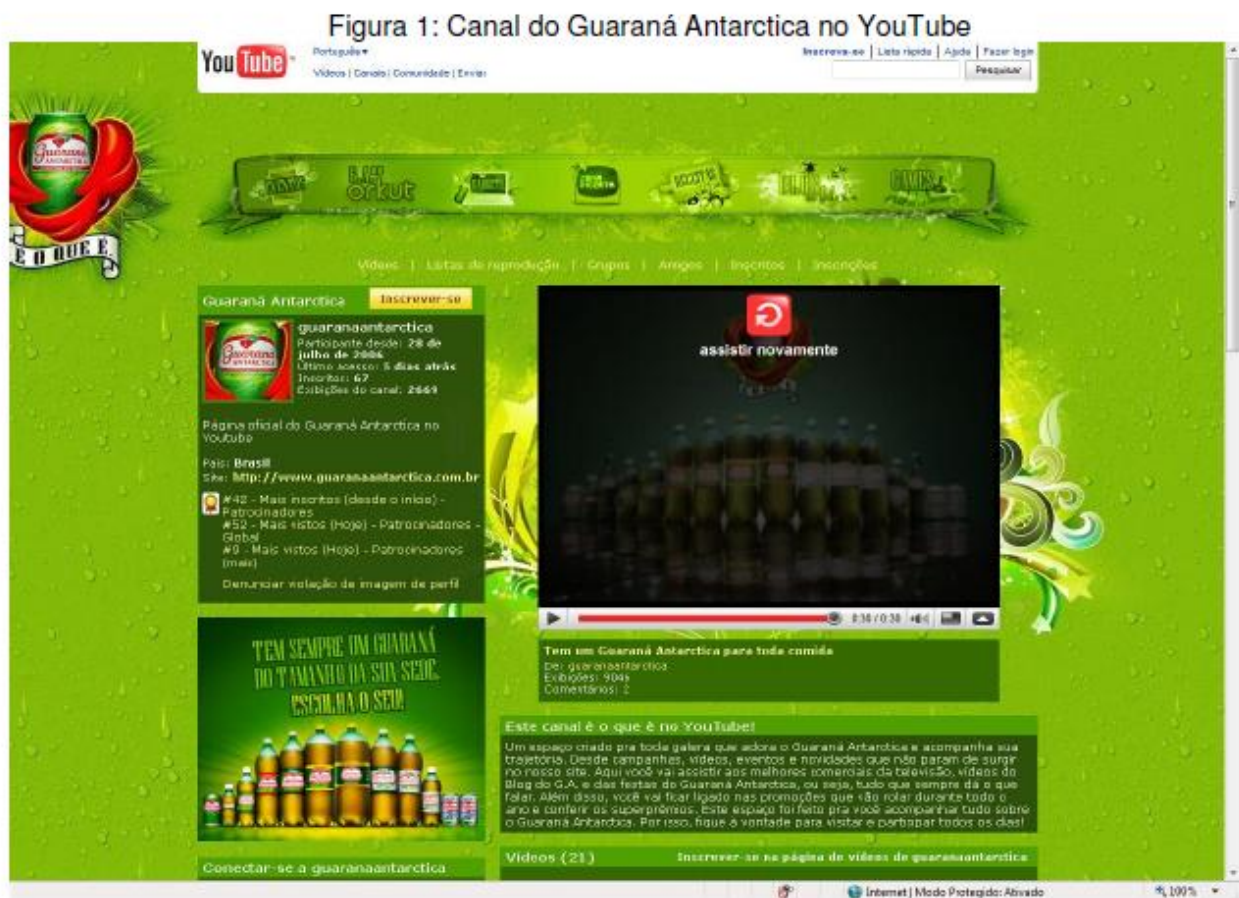 Figura 1: Canal do Guaraná Antarctica no YouTube
YouTube
Português
Inscreva-se | Lista rápida | Ajuda | Fazer login
Vídeos | Canais | Comunidade | Enviar
Pesquisar
Guaraná
ANTARCTICA
É O QUE É.
orkut
GAMES
Vídeos | Listas de reprodução | Grupos | Amigos | Inscritos | Inscrições
Guaraná Antarctica
Inscrever-se
guaranaantarctica
Participante desde: 28 de
julho de 2006
Último acesso: 5 dias atrás
Inscritos: 67
Exibições do canal: 2669
Guaraná
ANTARCTICA
Página oficial do Guaraná Antarctica no
Youtube
País: Brasil
Site: http://www.guaranaantarctica.com.br
#42 - Mais inscritos (desde o início) -
Patrocinadores
#52 - Mais vistos (Hoje) - Patrocinadores -
Global
#9 - Mais vistos (Hoje) - Patrocinadores
(mais)
Denunciar violação de imagem de perfil
assistir novamente
0:30 / 0:30
Tem um Guaraná Antarctica para toda comida
De: guaranaantarctica
Exibições: 9046
Comentários: 2
TEM SEMPRE UM GUARANÁ
DO TAMANHO DA SUA SEDE.
ESCOLHA O SEU!
Este canal é o que é no YouTube!
Um espaço criado pra toda galera que adora o Guaraná Antarctica e acompanha sua
trajetória. Desde campanhas, vídeos, eventos e novidades que não param de surgir
no nosso site. Aqui você vai assistir aos melhores comerciais da televisão, vídeos do
Blog do G.A. e das festas do Guaraná Antarctica, ou seja, tudo que sempre dá o que
falar. Além disso, você vai ficar ligado nas promoções que vão rolar durante todo o
ano e conferir os superprêmios. Este espaço foi feito pra você acompanhar tudo sobre
o Guaraná Antarctica. Por isso, fique à vontade para visitar e participar todos os dias!
Conectar-se a guaranaantarctica
Vídeos (21)
Inscrever-se na página de vídeos de guaranaantarctica
Internet | Modo Protegido: Ativado
100%